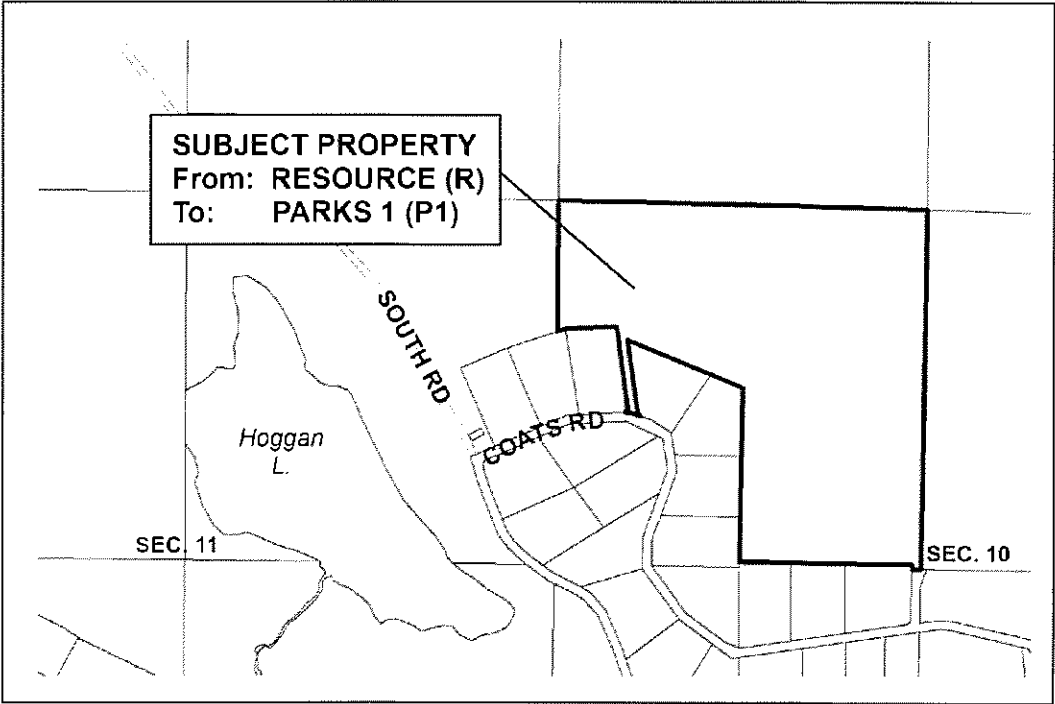 SUBJECT PROPERTY
From: RESOURCE (R)
To: PARKS 1 (P1)
SOUTH RD
COATS RD
Hoggan
L.
SEC. 11
SEC. 10